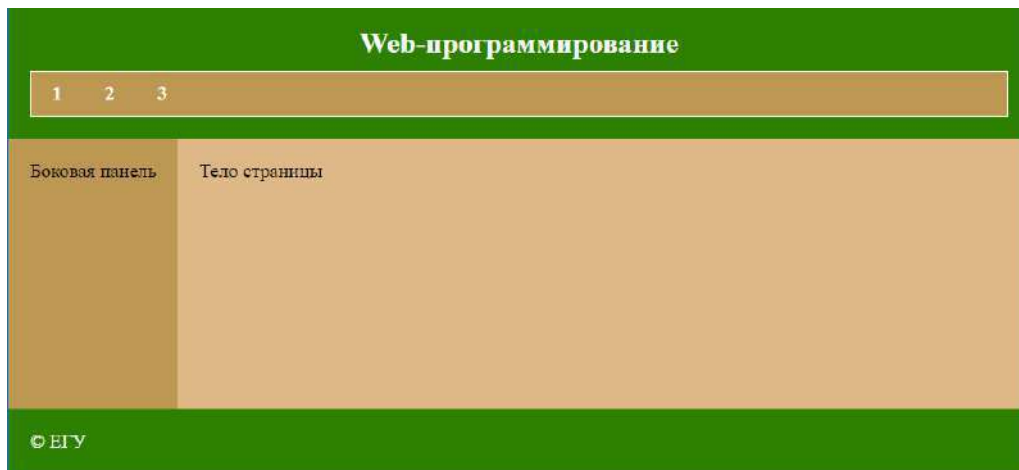 Web-программирование
1 2 3
Боковая панель
Тело страницы
© ЕГУ